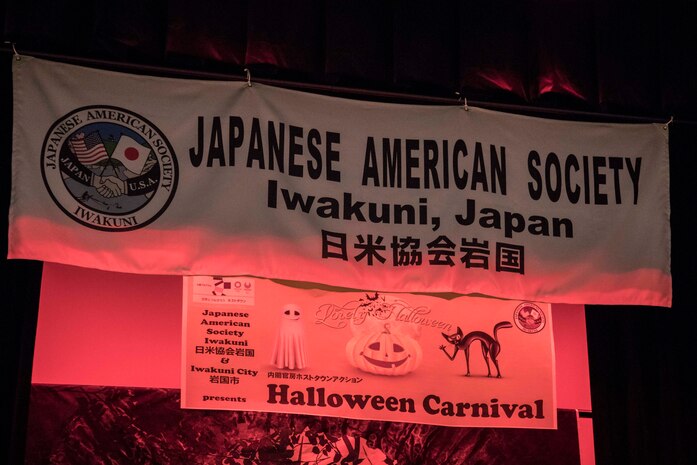 JAPANESE AMERICAN SOCIETY
JAPAN
U.S.A.
IWAKUNI
JAPANESE AMERICAN SOCIETY
Iwakuni, Japan
日米協会岩国
Japanese
American
Society
Iwakuni
日米協会岩国
&
Iwakuni City
岩国市
presents
Halloween
内閣官房ホストタウンアクション
Halloween Carnival